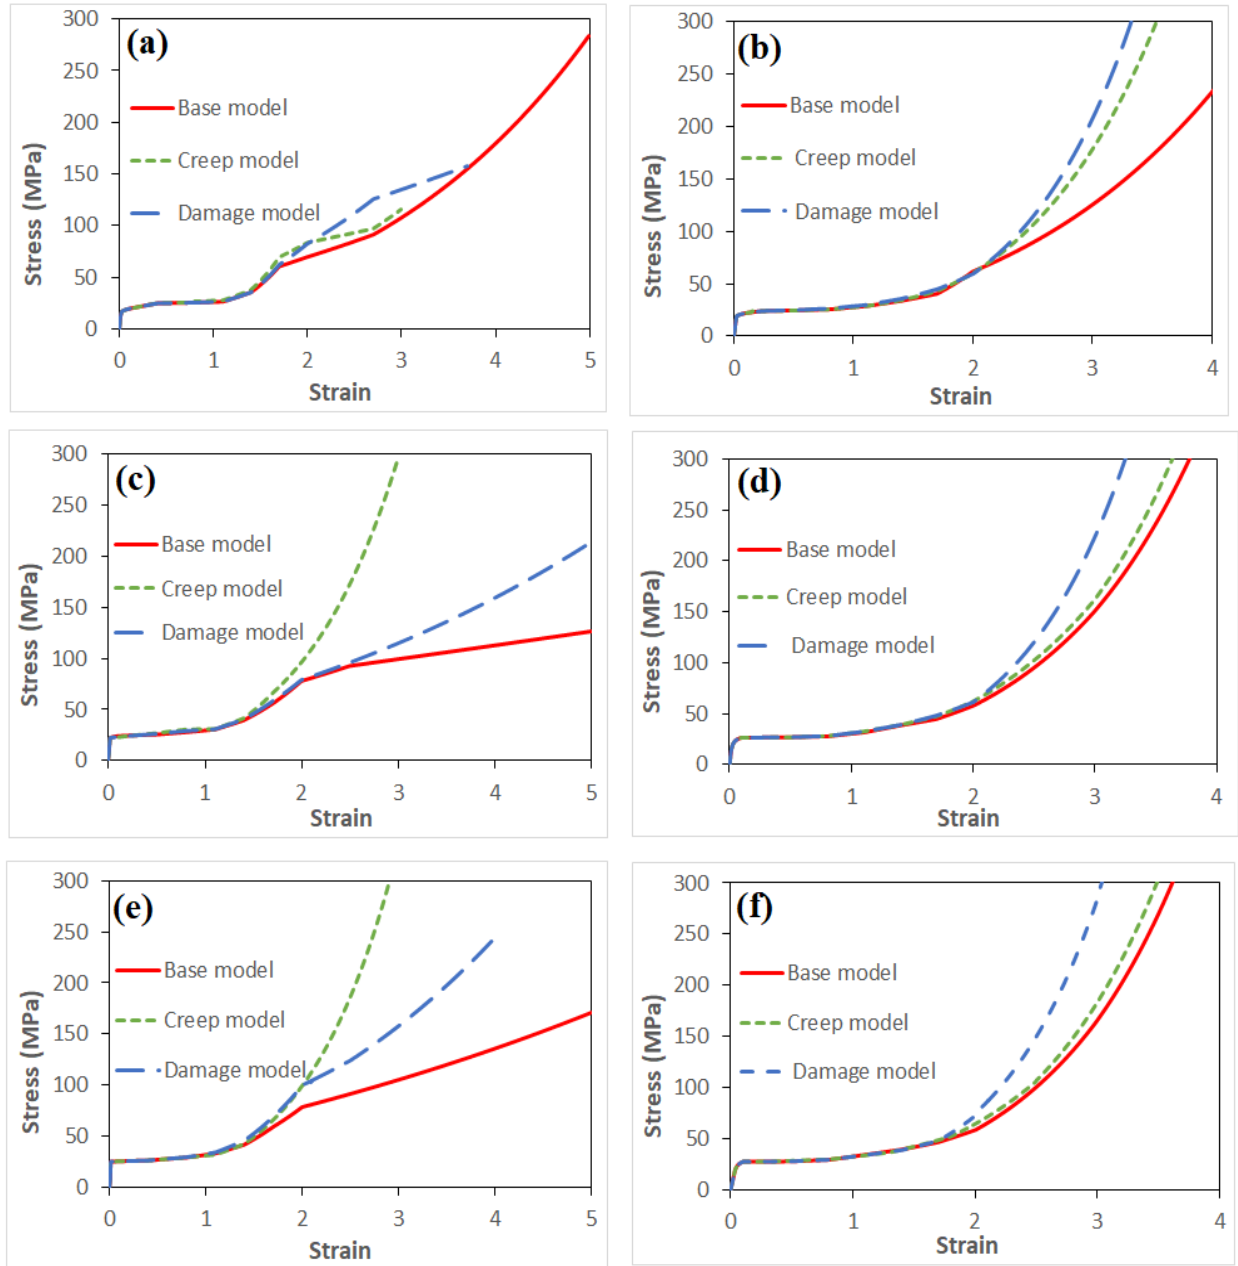 (a)
300
250
200
150
100
50
0
0 1 2 3 4 5
Stress (MPa)
Strain
Base model
Creep model
Damage model
(b)
300
250
200
150
100
50
0
0 1 2 3 4
Stress (MPa)
Strain
Base model
Creep model
Damage model
(c)
300
250
200
150
100
50
0
0 1 2 3 4 5
Stress (MPa)
Strain
Base model
Creep model
Damage model
(d)
300
250
200
150
100
50
0
0 1 2 3 4
Stress (MPa)
Strain
Base model
Creep model
Damage model
(e)
300
250
200
150
100
50
0
0 1 2 3 4 5
Stress (MPa)
Strain
Base model
Creep model
Damage model
(f)
300
250
200
150
100
50
0
0 1 2 3 4
Stress (MPa)
Strain
Base model
Creep model
Damage model